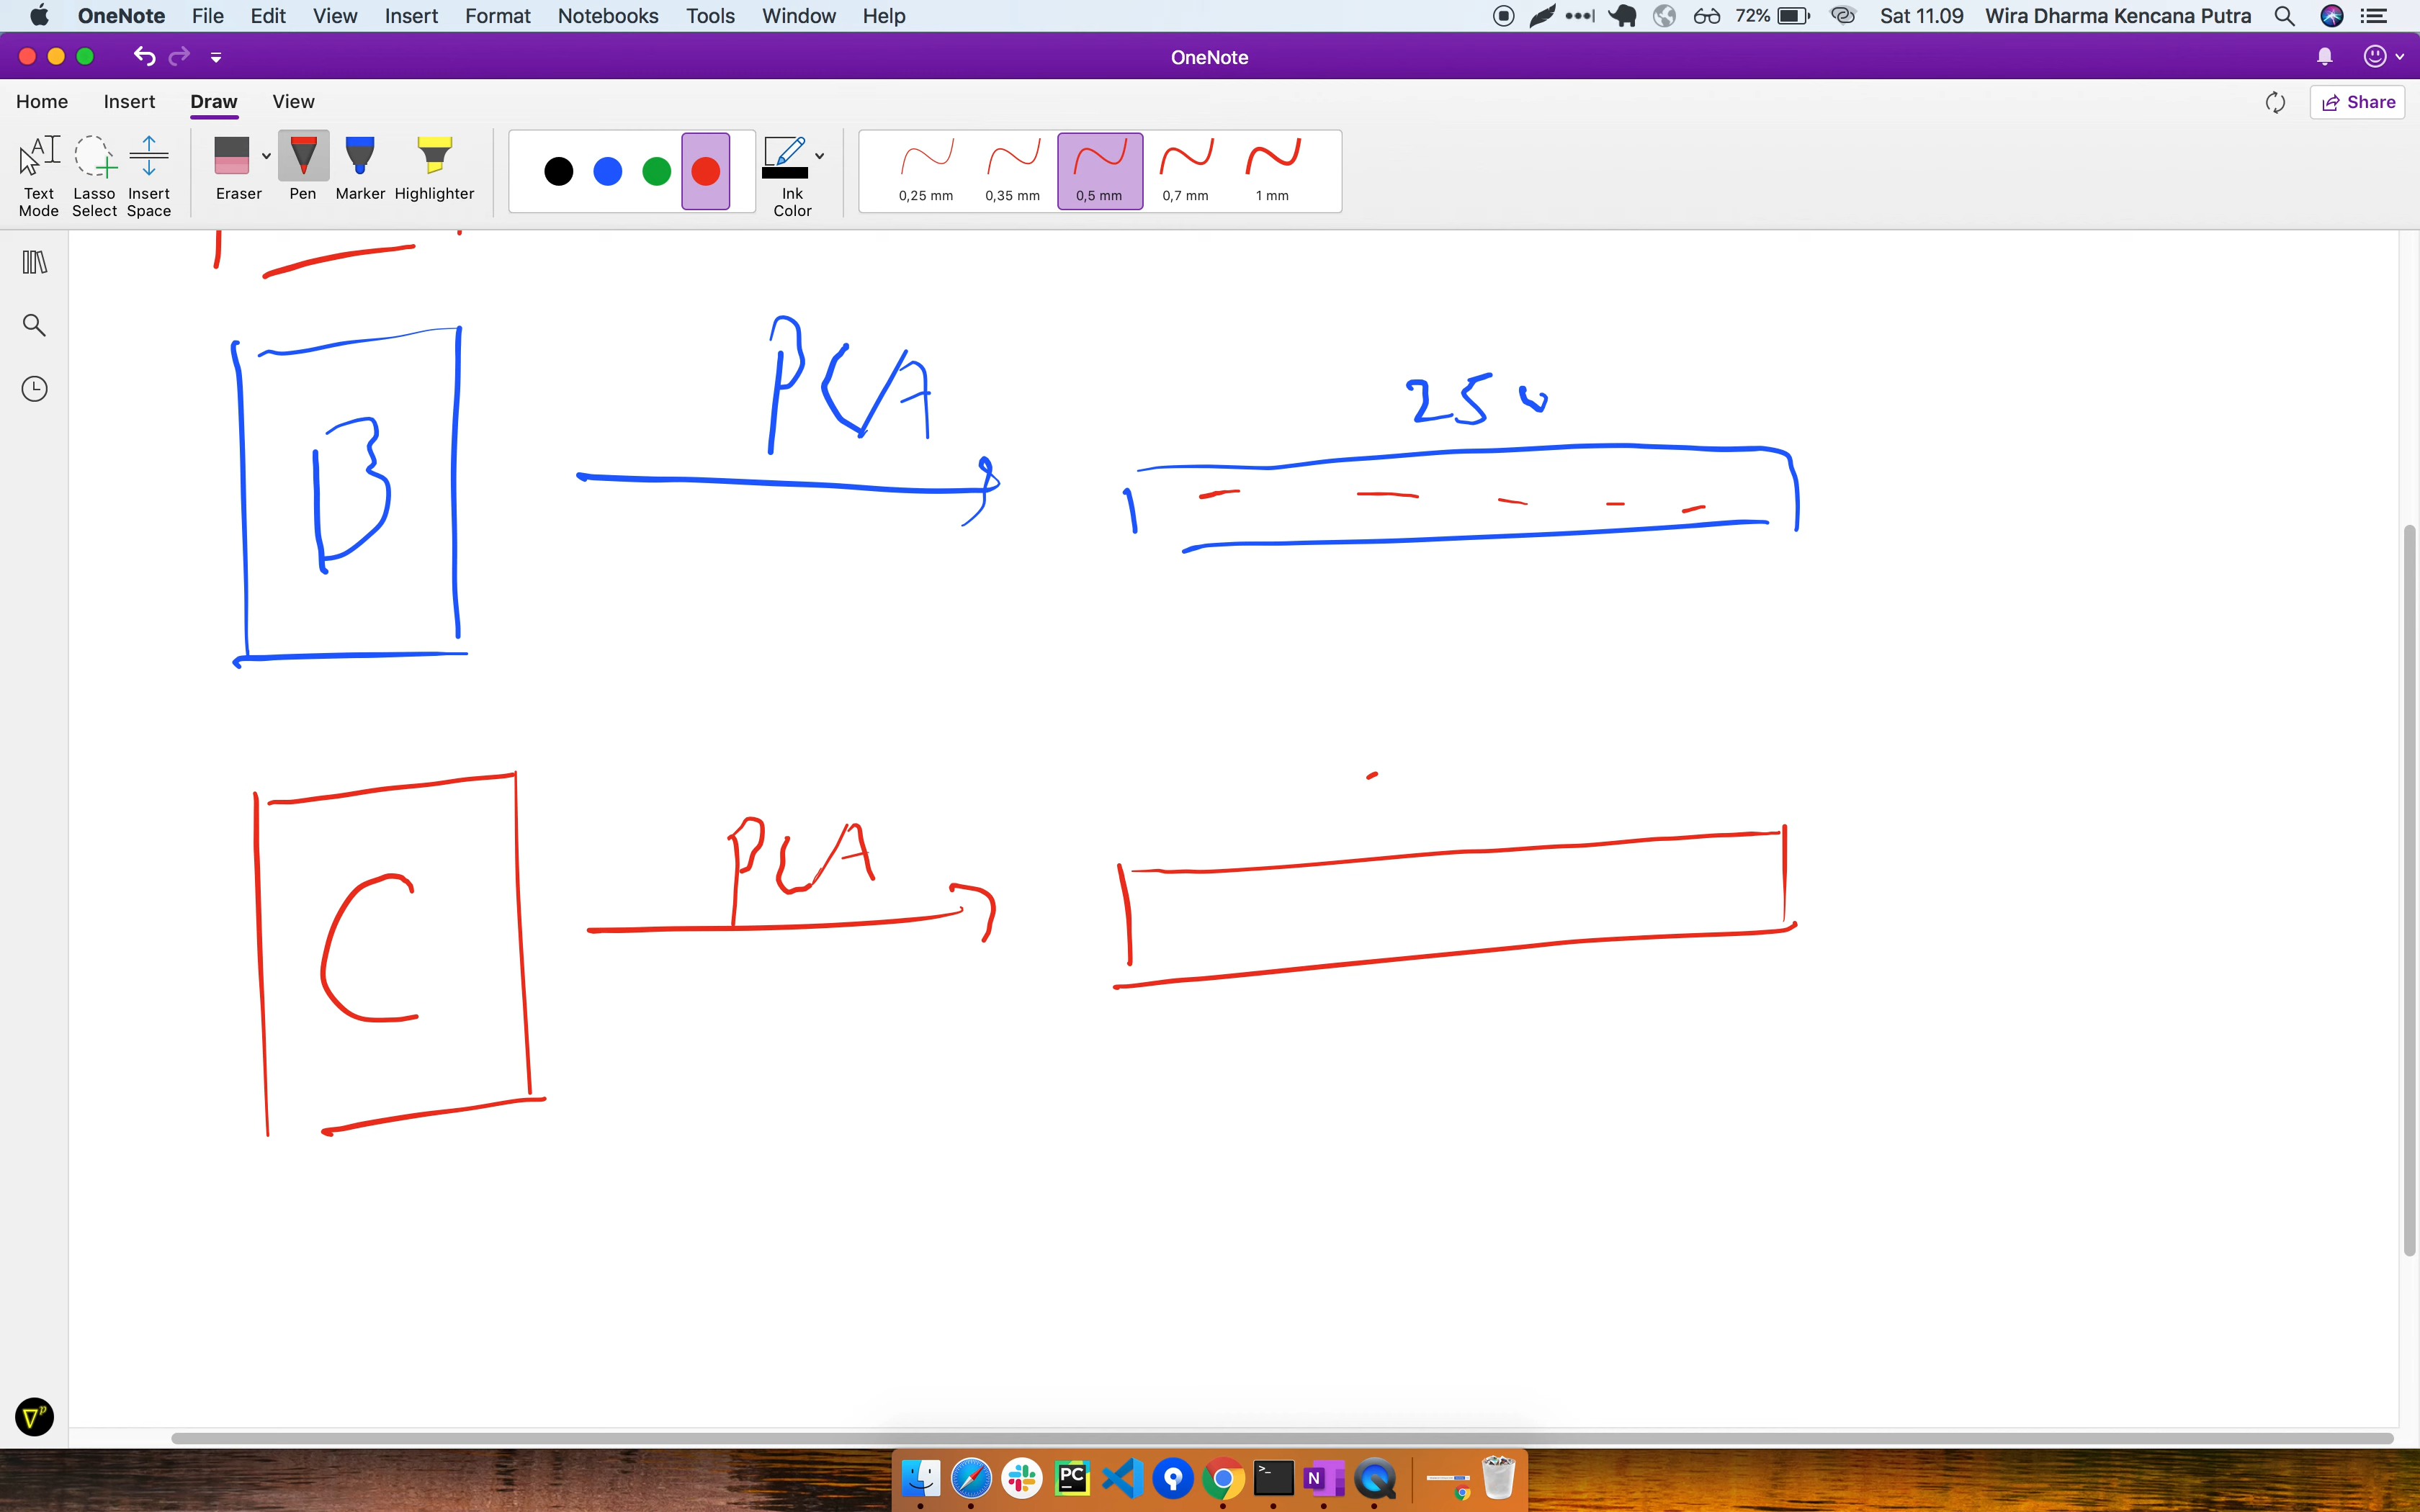 OneNote File Edit View Insert Format Notebooks Tools Window Help 72% Sat 11.09 Wira Dharma Kencana Putra
OneNote
Home Insert Draw View Share
Text Mode
Lasso Select
Insert Space
Eraser
Pen
Marker
Highlighter
Ink Color
0,25 mm
0,35 mm
0,5 mm
0,7 mm
1 mm
B PCA 250
C PCA